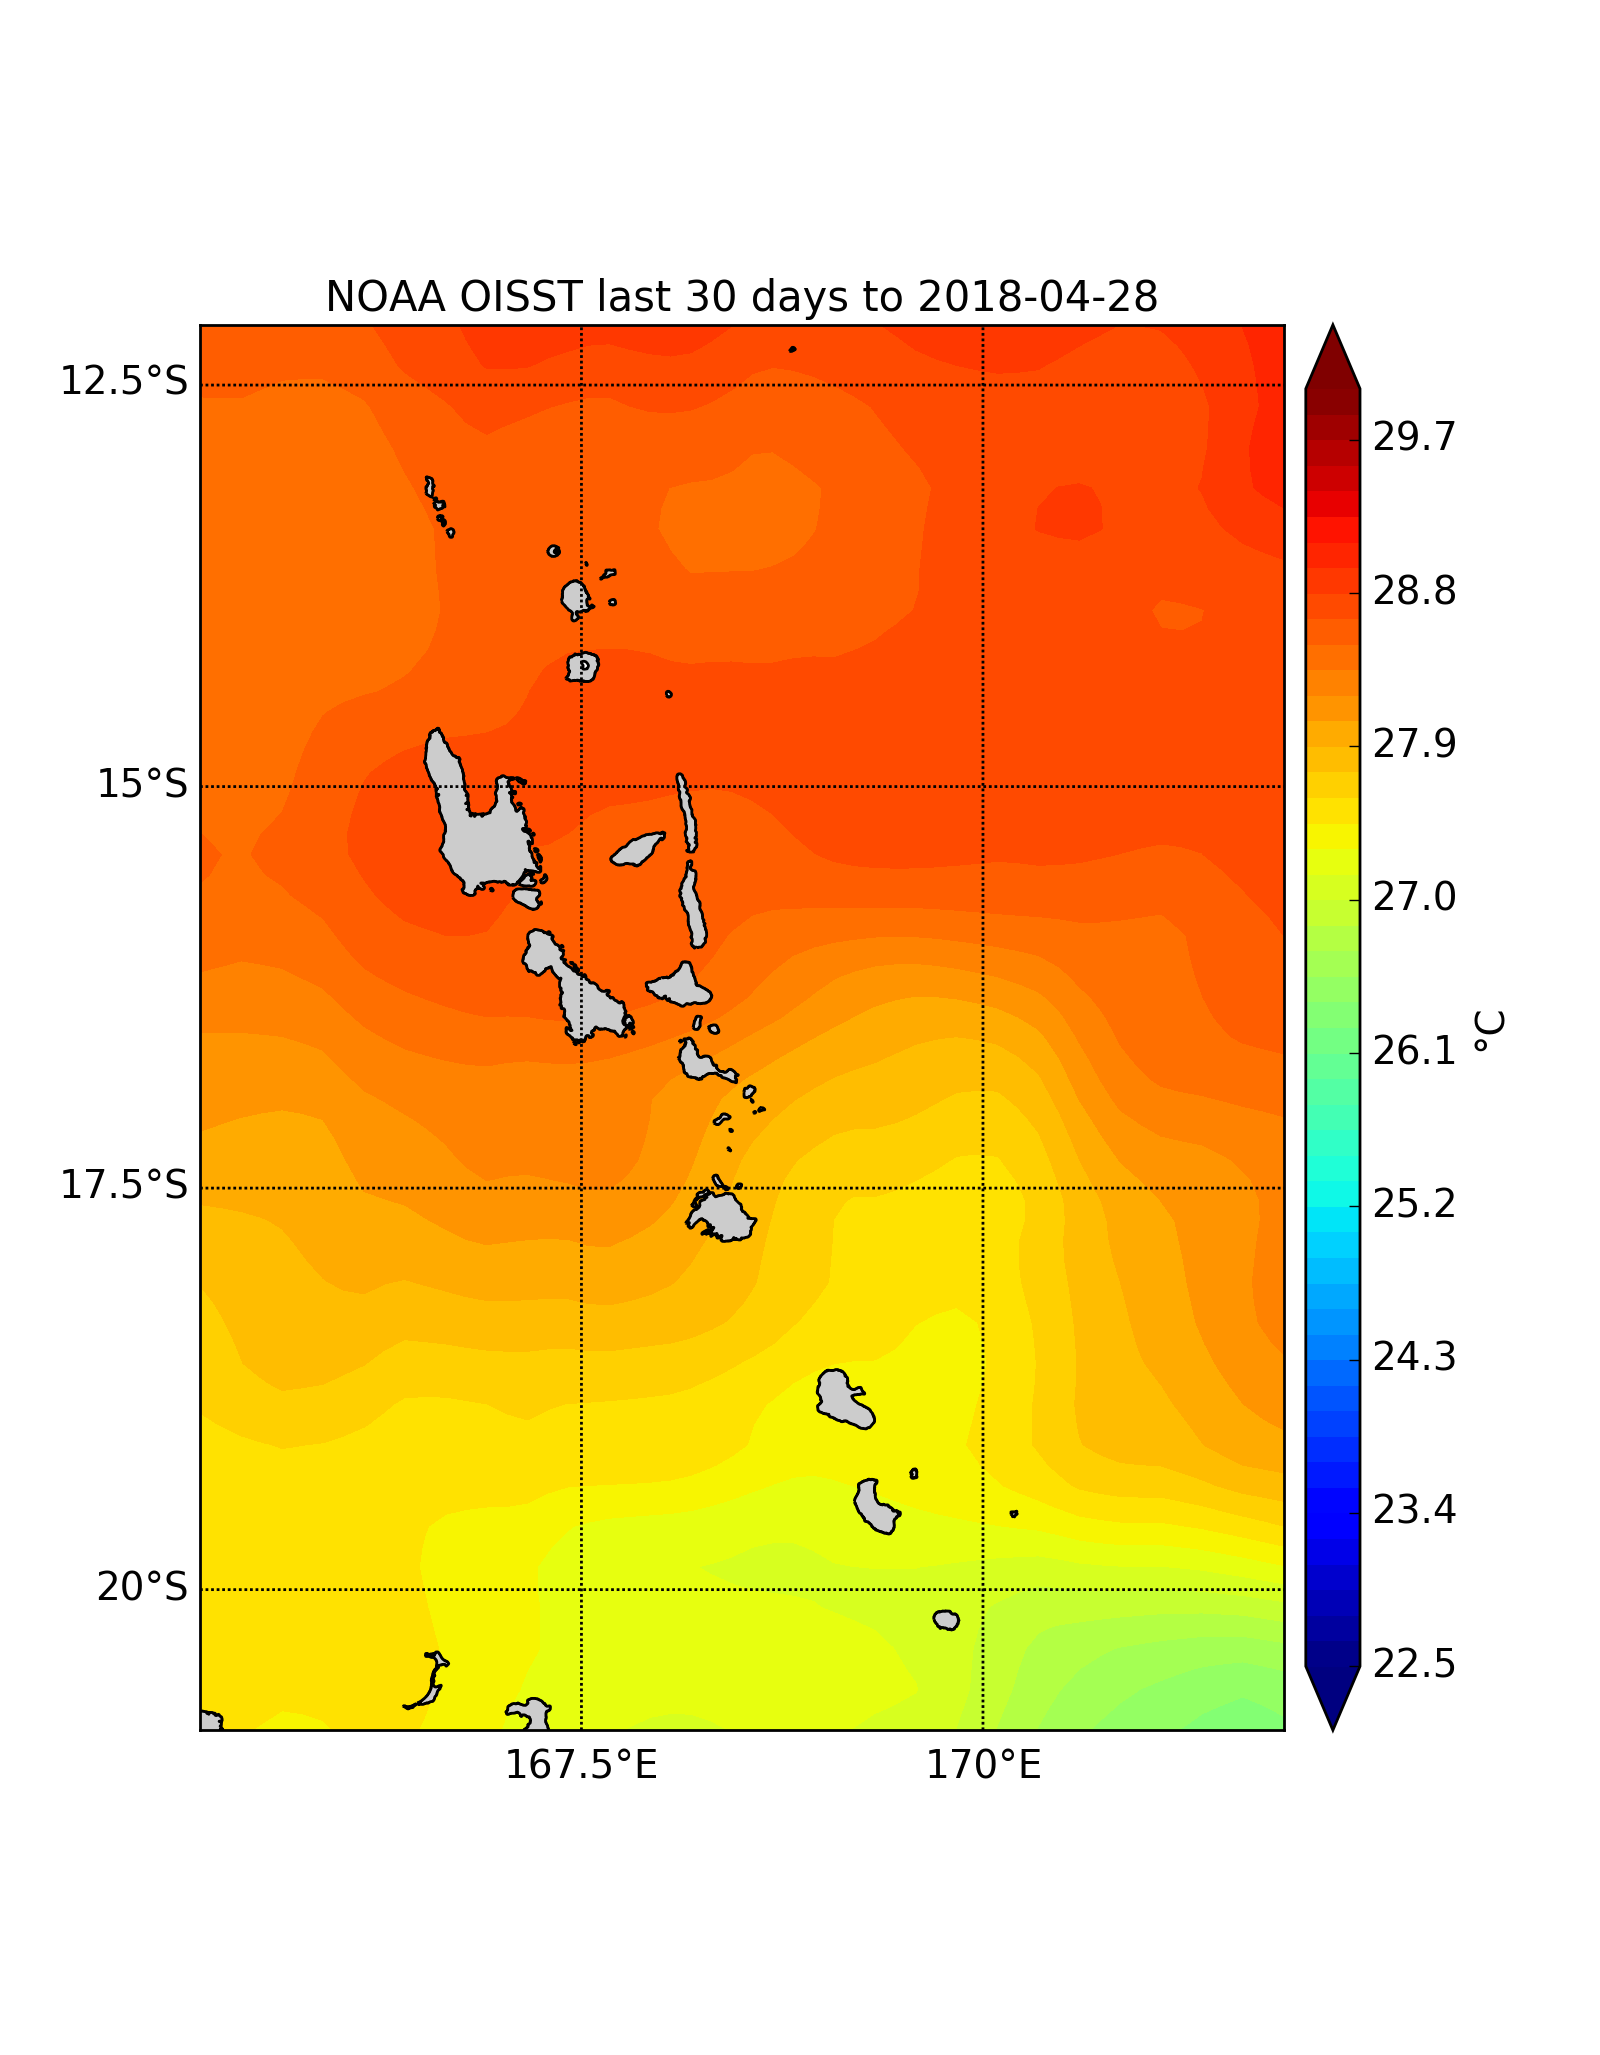 NOAA OISST last 30 days to 2018-04-28
12.5°S
15°S
17.5°S
20°S
167.5°E
170°E
29.7
28.8
27.9
27.0
26.1
25.2
24.3
23.4
22.5
°C